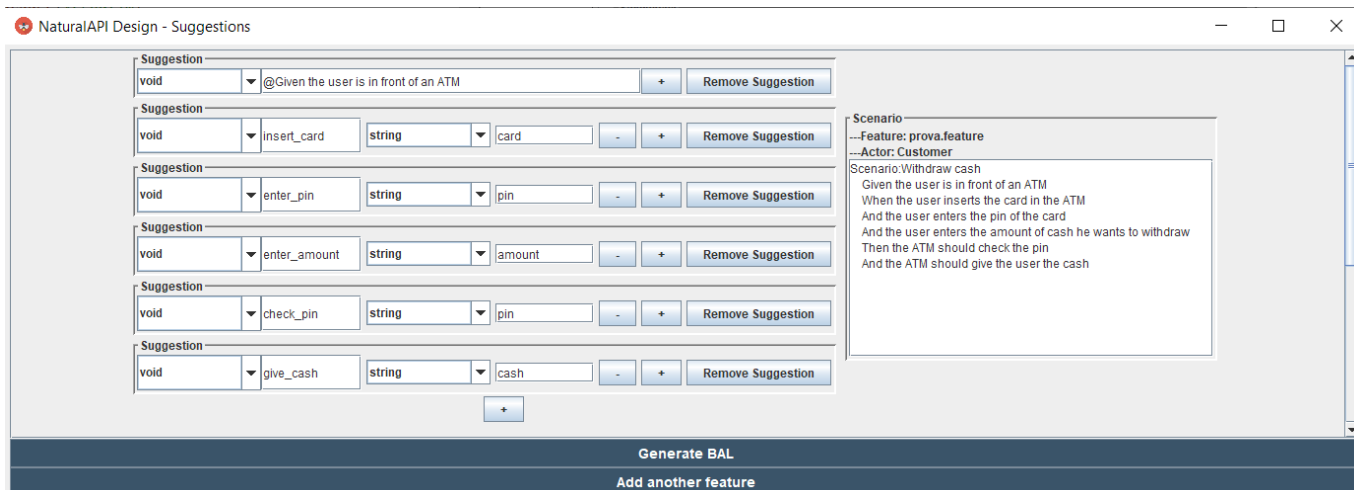 NaturalAPI Design - Suggestions
Suggestion
void @Given the user is in front of an ATM + Remove Suggestion
Suggestion
void insert_card string card - + Remove Suggestion
Suggestion
void enter_pin string pin - + Remove Suggestion
Suggestion
void enter_amount string amount - + Remove Suggestion
Suggestion
void check_pin string pin - + Remove Suggestion
Suggestion
void give_cash string cash - + Remove Suggestion
+
Scenario
---Feature: prova.feature
---Actor: Customer
Scenario:Withdraw cash
Given the user is in front of an ATM
When the user inserts the card in the ATM
And the user enters the pin of the card
And the user enters the amount of cash he wants to withdraw
Then the ATM should check the pin
And the ATM should give the user the cash
Generate BAL
Add another feature